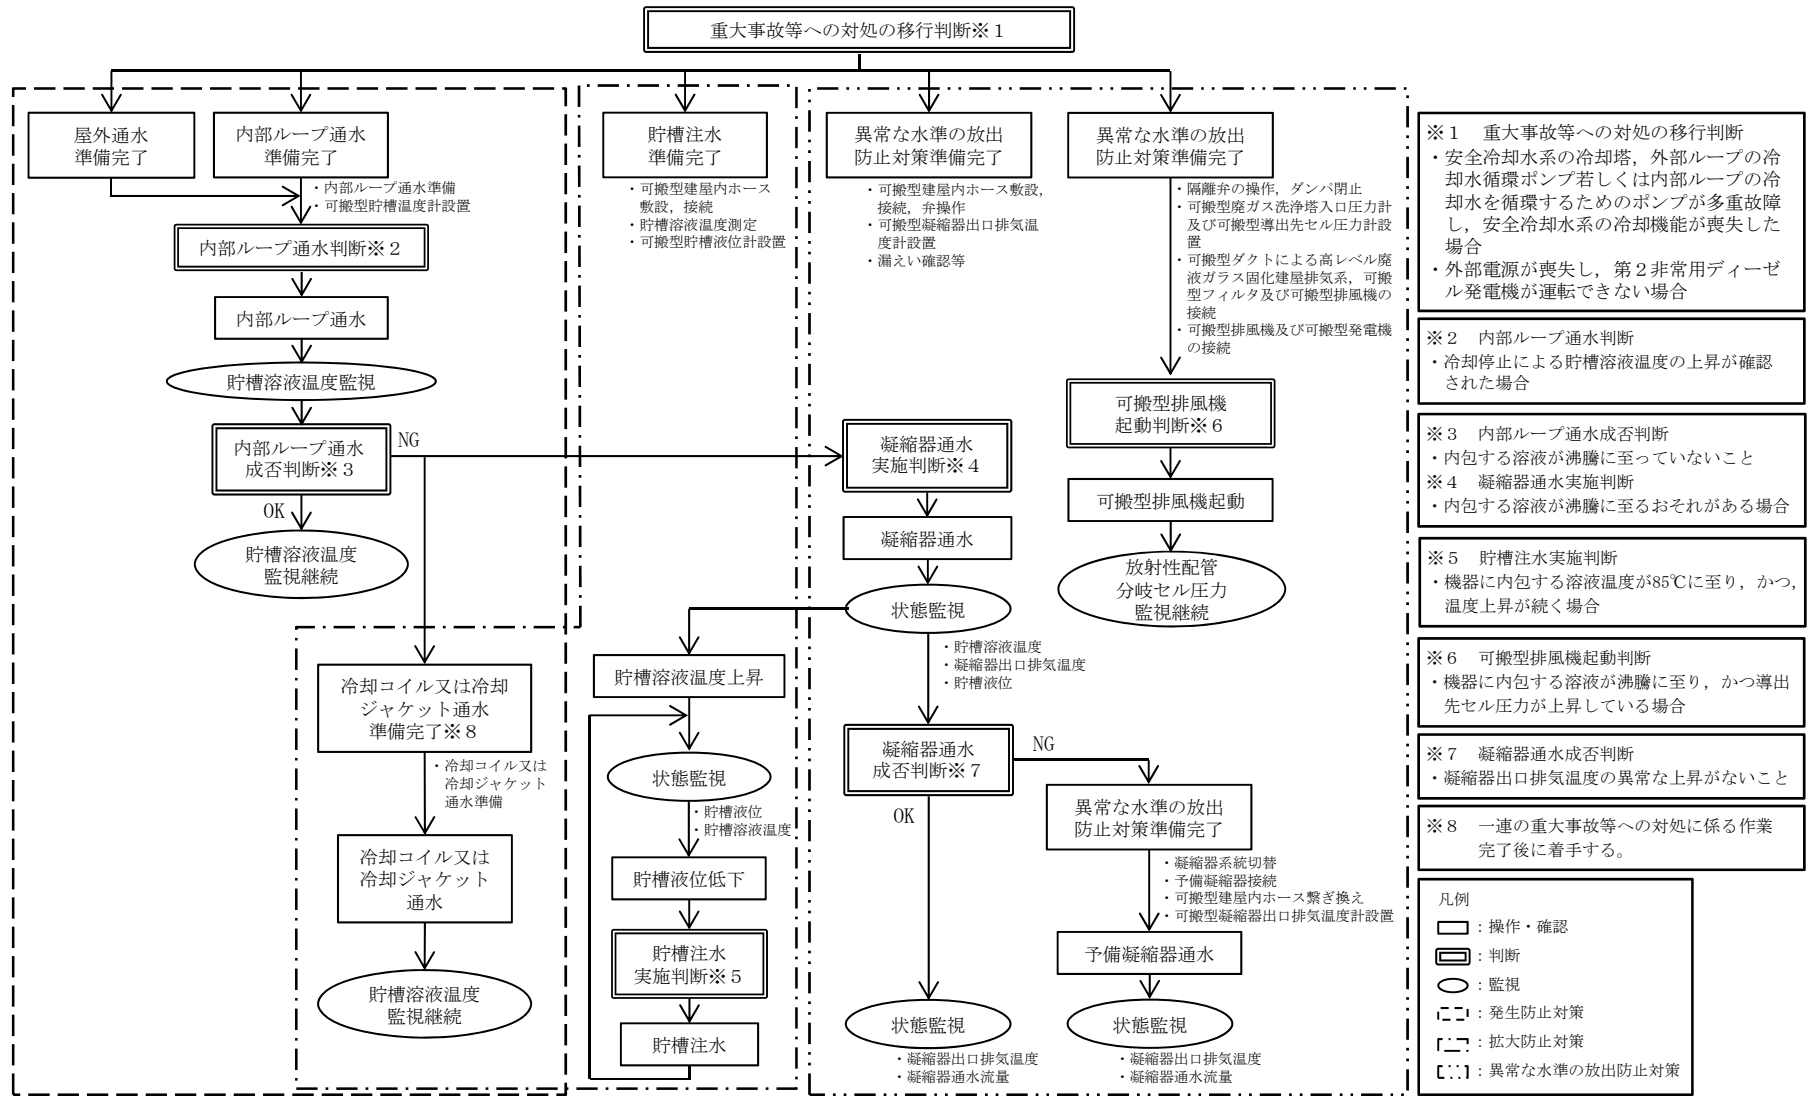 重大事故等への対処の移行判断※１
屋外通水
準備完了
内部ループ通水
準備完了
・内部ループ通水準備
・可搬型貯槽温度計設置
内部ループ通水判断※２
内部ループ通水
貯槽溶液温度監視
内部ループ通水
成否判断※３
NG
OK
貯槽溶液温度
監視継続
冷却コイル又は冷却
ジャケット通水
準備完了※８
・冷却コイル又は
冷却ジャケット
通水準備
冷却コイル又は
冷却ジャケット
通水
貯槽溶液温度
監視継続
貯槽注水
準備完了
・可搬型建屋内ホース
敷設，接続
・貯槽溶液温度測定
・可搬型貯槽液位計設置
貯槽溶液温度上昇
状態監視
・貯槽液位
・貯槽溶液温度
貯槽液位低下
貯槽注水
実施判断※５
貯槽注水
異常な水準の放出
防止対策準備完了
・可搬型建屋内ホース敷設，
接続，弁操作
・可搬型凝縮器出口排気温
度計設置
・漏えい確認等
凝縮器通水
実施判断※４
凝縮器通水
状態監視
・貯槽溶液温度
・凝縮器出口排気温度
・貯槽液位
凝縮器通水
成否判断※７
NG
OK
状態監視
・凝縮器出口排気温度
・凝縮器通水流量
異常な水準の放出
防止対策準備完了
・隔離弁の操作，ダンパ閉止
・可搬型廃ガス洗浄塔入口圧力計
及び可搬型導出先セル圧力計設
置
・可搬型ダクトによる高レベル廃
液ガラス固化建屋排気系，可搬
型フィルタ及び可搬型排風機の
接続
・可搬型排風機及び可搬型発電機
の接続
可搬型排風機
起動判断※６
可搬型排風機起動
放射性配管
分岐セル圧力
監視継続
異常な水準の放出
防止対策準備完了
・凝縮器系統切替
・予備凝縮器接続
・可搬型建屋内ホース繋ぎ換え
・可搬型凝縮器出口排気温度計設置
予備凝縮器通水
状態監視
・凝縮器出口排気温度
・凝縮器通水流量
※１　重大事故等への対処の移行判断
・安全冷却水系の冷却塔，外部ループの冷
却水循環ポンプ若しくは内部ループの冷
却水を循環するためのポンプが多重故障
し，安全冷却水系の冷却機能が喪失した
場合
・外部電源が喪失し，第２非常用ディーゼ
ル発電機が運転できない場合
※２　内部ループ通水判断
・冷却停止による貯槽溶液温度の上昇が確認
された場合
※３　内部ループ通水成否判断
・内包する溶液が沸騰に至っていないこと
※４　凝縮器通水実施判断
・内包する溶液が沸騰に至るおそれがある場合
※５　貯槽注水実施判断
・機器に内包する溶液温度が85℃に至り，かつ，
温度上昇が続く場合
※６　可搬型排風機起動判断
・機器に内包する溶液が沸騰に至り，かつ導出
先セル圧力が上昇している場合
※７　凝縮器通水成否判断
・凝縮器出口排気温度の異常な上昇がないこと
※８　一連の重大事故等への対処に係る作業
完了後に着手する。
凡例
：操作・確認
：判断
：監視
：発生防止対策
：拡大防止対策
：異常な水準の放出防止対策